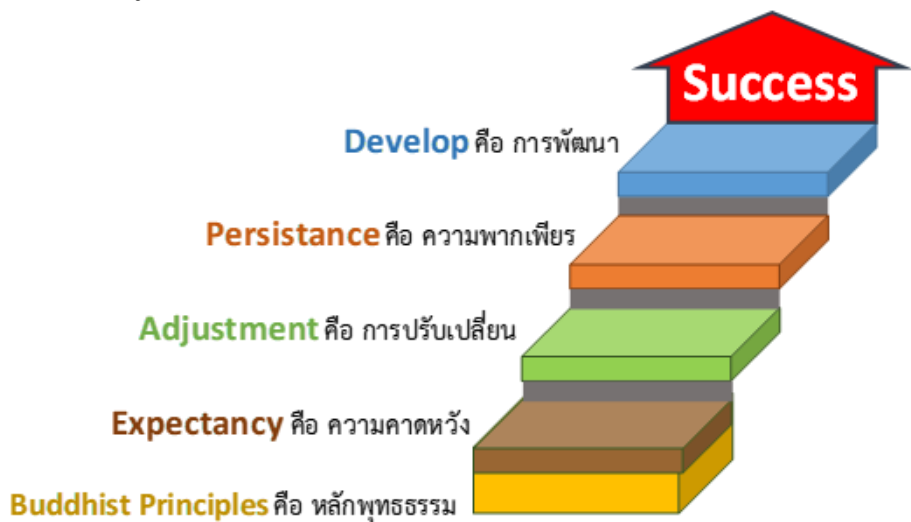 Success
Develop คือ การพัฒนา
Persistance คือ ความพากเพียร
Adjustment คือ การปรับเปลี่ยน
Expectancy คือ ความคาดหวัง
Buddhist Principles คือ หลักพุทธธรรม